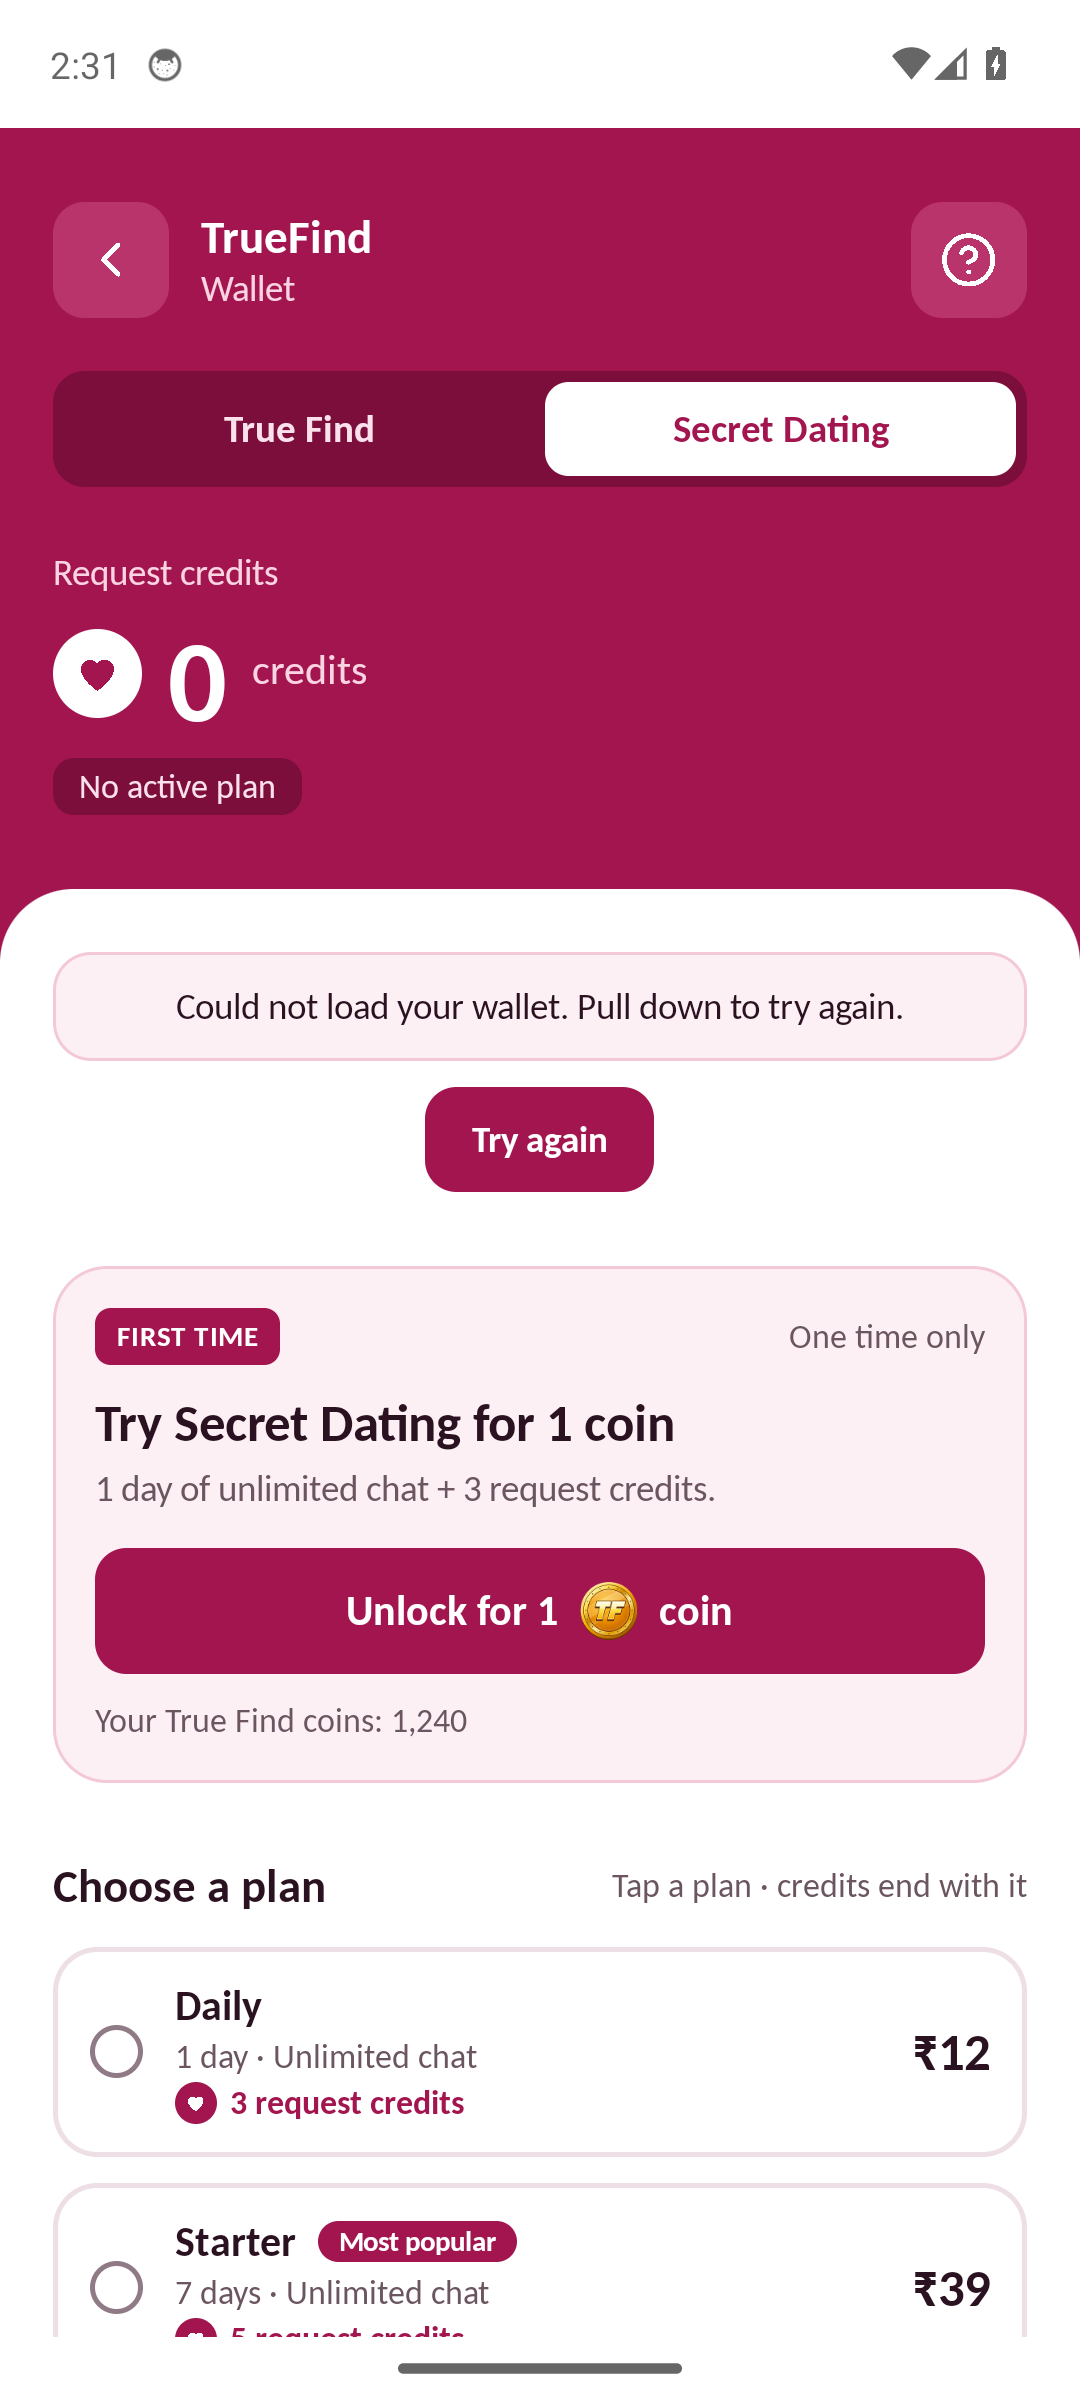 2:31
TrueFind
Wallet
True Find
Secret Dating
Request credits
0 credits
No active plan
Could not load your wallet. Pull down to try again.
Try again
FIRST TIME
One time only
Try Secret Dating for 1 coin
1 day of unlimited chat + 3 request credits.
Unlock for 1 TF coin
Your True Find coins: 1,240
Choose a plan
Tap a plan · credits end with it
Daily
1 day · Unlimited chat
₹12
3 request credits
Starter Most popular
7 days · Unlimited chat
₹39
5 request credits